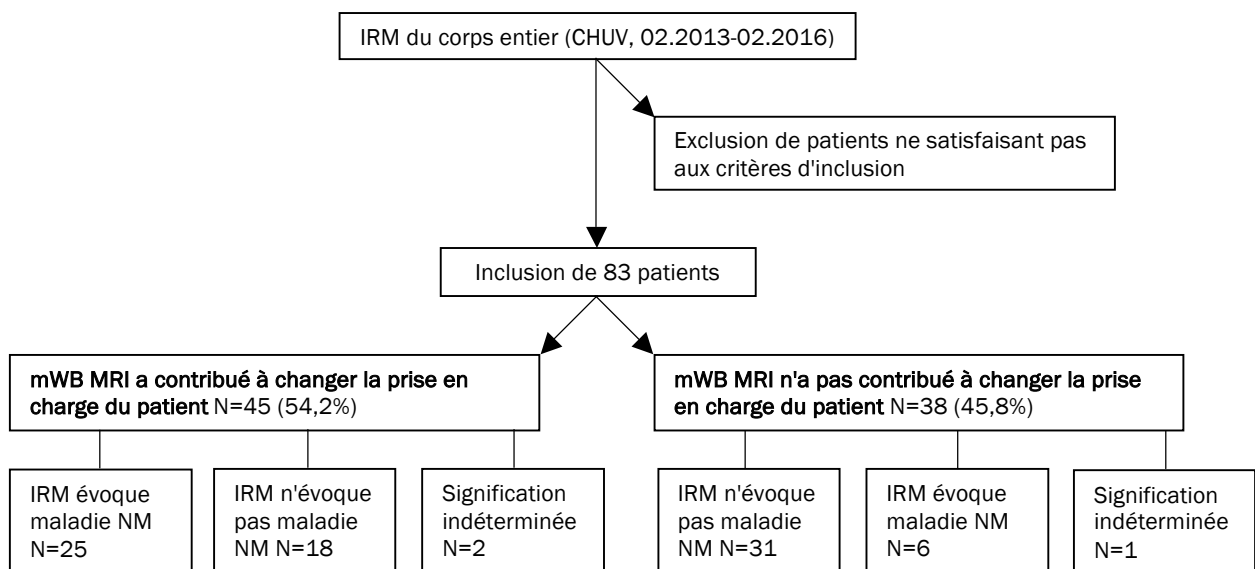 IRM du corps entier (CHUV, 02.2013-02.2016)
Exclusion de patients ne satisfaisant pas
aux critères d'inclusion
Inclusion de 83 patients
mWB MRI a contribué à changer la prise en
charge du patient N=45 (54,2%)
mWB MRI n'a pas contribué à changer la prise
en charge du patient N=38 (45,8%)
IRM évoque
maladie NM
N=25
IRM n'évoque
pas maladie
NM N=18
Signification
indéterminée
N=2
IRM n'évoque
pas maladie
NM N=31
IRM évoque
maladie NM
N=6
Signification
indéterminée
N=1